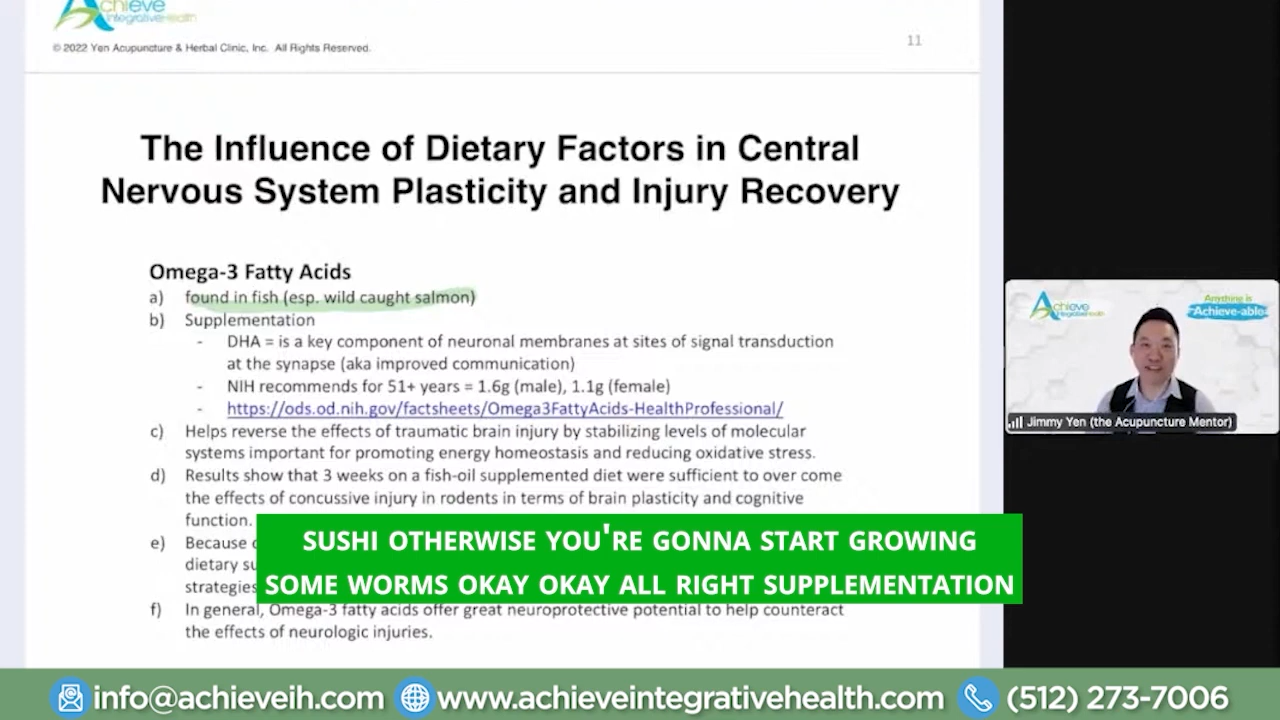 Achieve
IntegrativeHealth
© 2022 Yen Acupuncture & Herbal Clinic, Inc. All Rights Reserved.
11
The Influence of Dietary Factors in Central
Nervous System Plasticity and Injury Recovery
Omega-3 Fatty Acids
a) found in fish (esp. wild caught salmon)
b) Supplementation
- DHA = is a key component of neuronal membranes at sites of signal transduction
at the synapse (aka improved communication)
- NIH recommends for 51+ years = 1.6g (male), 1.1g (female)
- https://ods.od.nih.gov/factsheets/Omega3FattyAcids-HealthProfessional/
c) Helps reverse the effects of traumatic brain injury by stabilizing levels of molecular
systems important for promoting energy homeostasis and reducing oxidative stress.
d) Results show that 3 weeks on a fish-oil supplemented diet were sufficient to over come
the effects of concussive injury in rodents in terms of brain plasticity and cognitive
function.
e) Because
dietary
strategies
f) In general, Omega-3 fatty acids offer great neuroprotective potential to help counteract
the effects of neurologic injuries.
SUSHI OTHERWISE YOU'RE GONNA START GROWING
SOME WORMS OKAY OKAY ALL RIGHT SUPPLEMENTATION
Achieve
IntegrativeHealth
Anything is
"Achieve-able"
Jimmy Yen (the Acupuncture Mentor)
info@achieveih.com www.achieveintegrativehealth.com (512) 273-7006